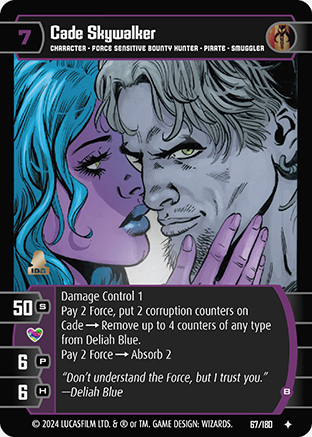 7 Cade Skywalker
CHARACTER • FORCE SENSITIVE BOUNTY HUNTER • PIRATE • SMUGGLER
50 S
6 P
6 H
Damage Control 1
Pay 2 Force, put 2 corruption counters on
Cade → Remove up to 4 counters of any type
from Deliah Blue.
Pay 2 Force → Absorb 2
“Don’t understand the Force, but I trust you.”
—Deliah Blue
B
© 2024 LUCASFILM LTD. & ® or TM. GAME DESIGN: WIZARDS. 67/180